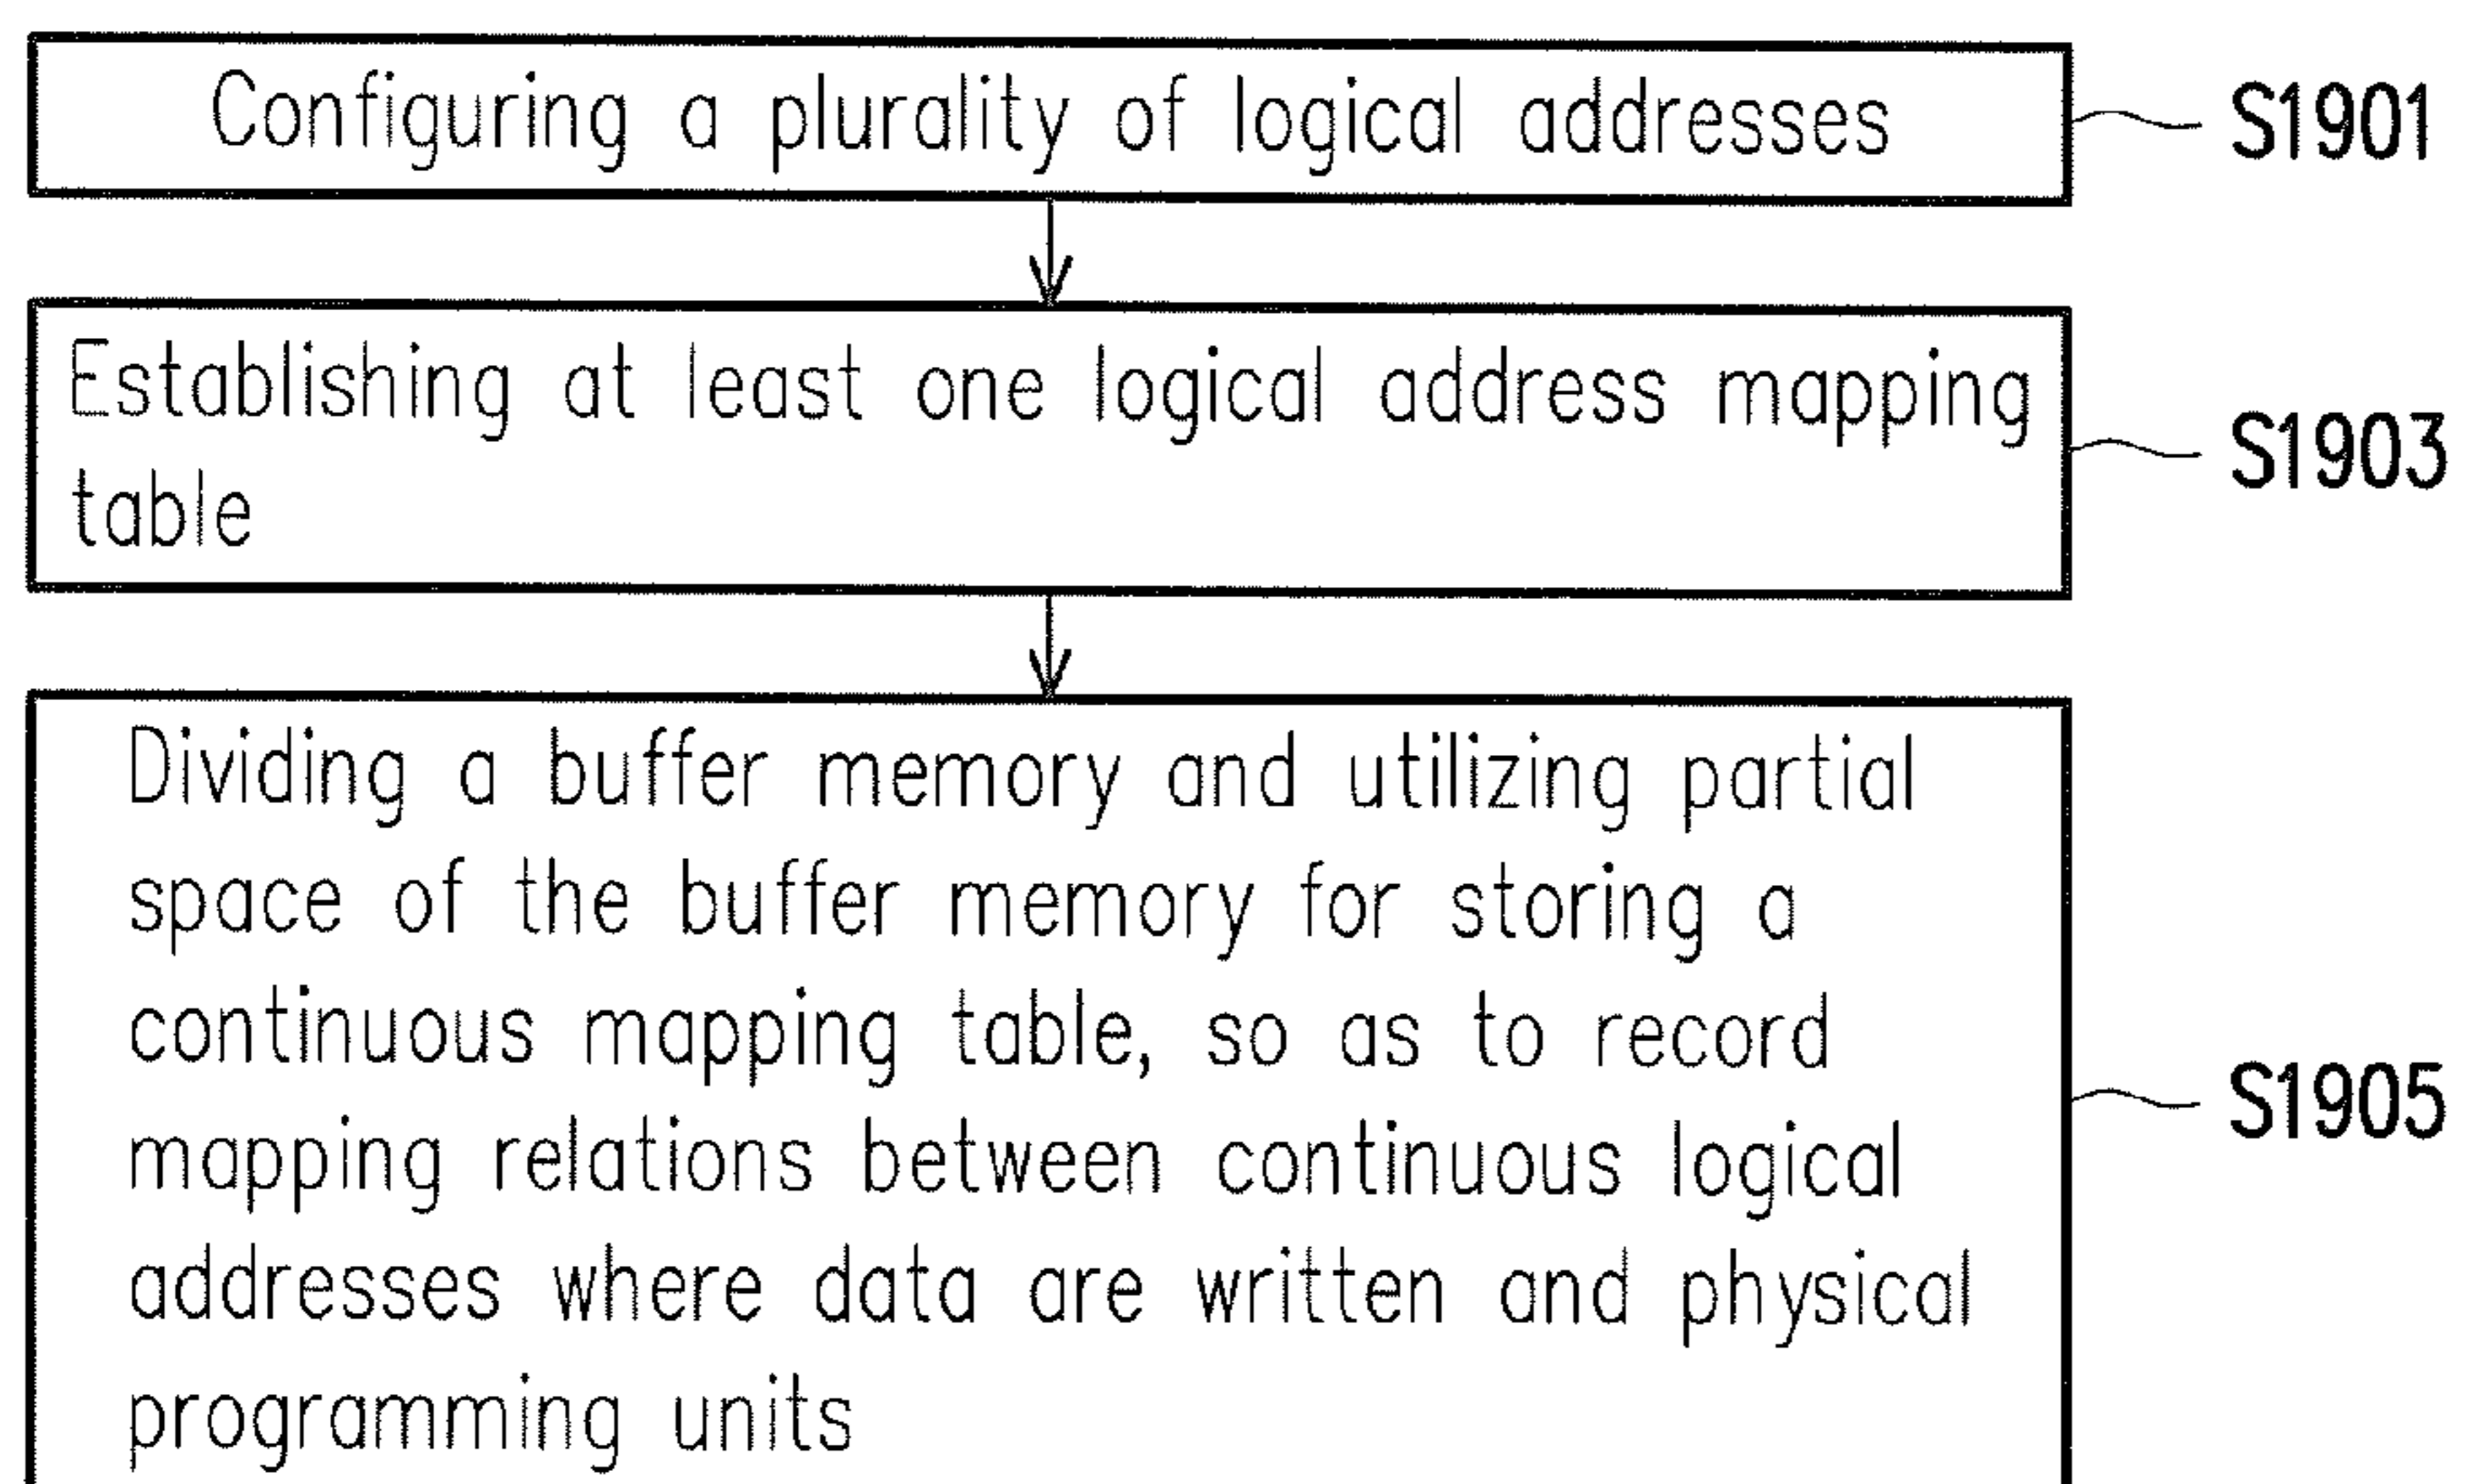 Configuring a plurality of logical addresses
S1901
Establishing at least one logical address mapping
table
S1903
Dividing a buffer memory and utilizing partial
space of the buffer memory for storing a
continuous mapping table, so as to record
mapping relations between continuous logical
addresses where data are written and physical
programming units
S1905